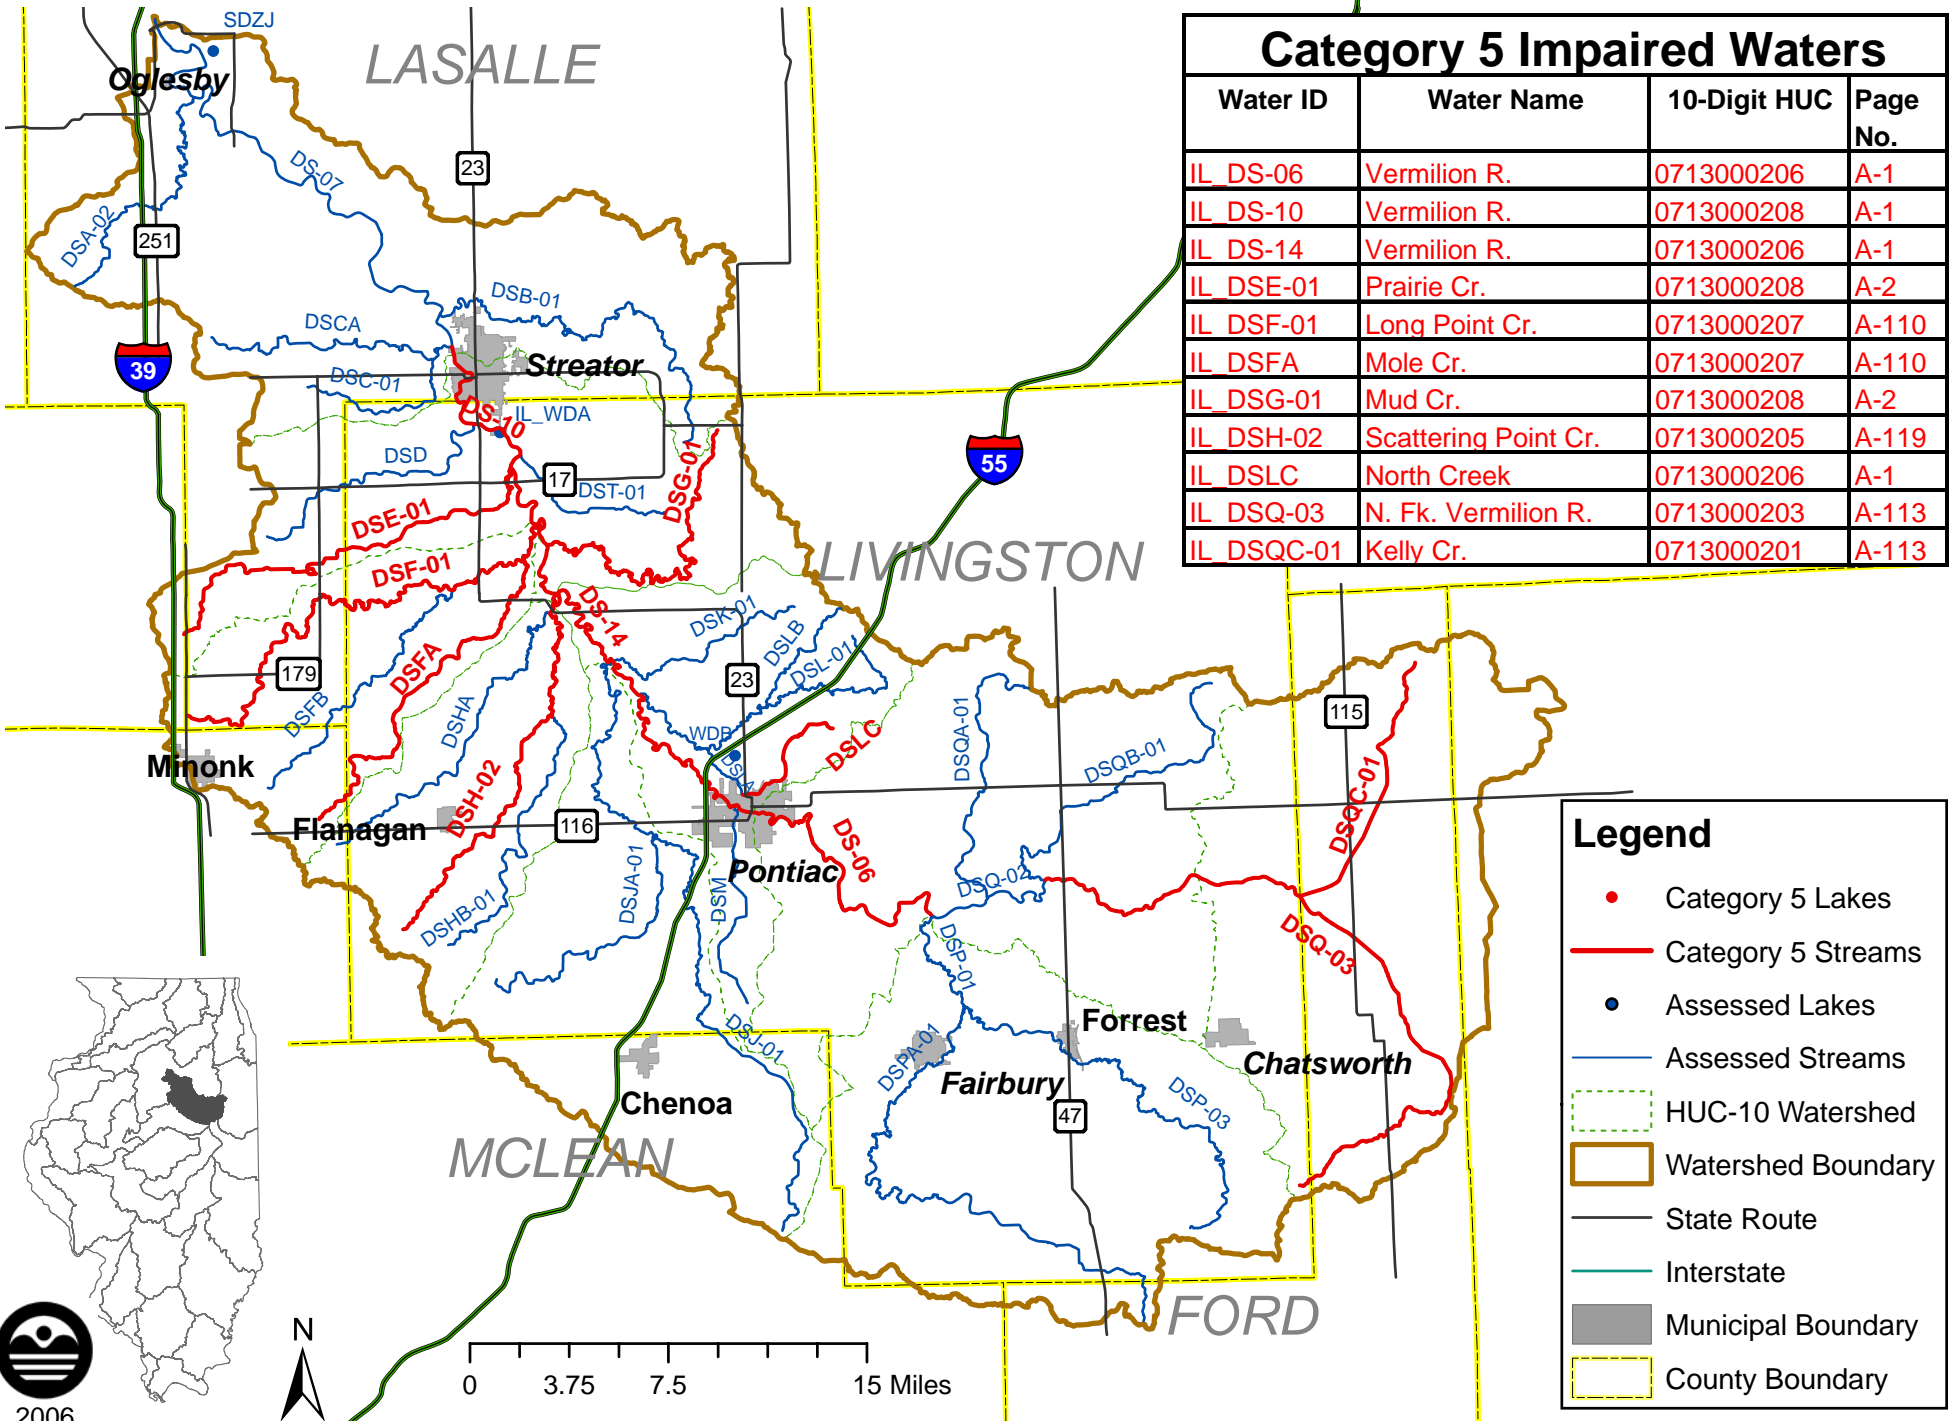 SDZJ
LASALLE
Oglesby
DS-07
23
DSA-02
251
DSB-01
DSCA
Streator
39
DSC-01
DS-10
IL_WDA
DSD
17
DST-01
DSG-01
55
DSE-01
DSF-01
LIVINGSTON
DS-14
DSK-01
DSLB
DSL-01
179
DSFA
DSFB
DSHA
23
WDB
DSLC
Minonk
DSH-02
Flanagan
116
Pontiac
DS-06
DSQA-01
DSQB-01
115
DSQC-01
DSQ-02
DSQ-03
DSHB-01
DSJA-01
DSM
DSP-01
DSJ-01
DSPA-01
Forrest
Chatsworth
Fairbury
DSP-03
47
Chenoa
MCLEAN
FORD
Category 5 Impaired Waters
Water ID Water Name 10-Digit HUC Page
No.
IL_DS-06 Vermilion R. 0713000206 A-1
IL_DS-10 Vermilion R. 0713000208 A-1
IL_DS-14 Vermilion R. 0713000206 A-1
IL_DSE-01 Prairie Cr. 0713000208 A-2
IL_DSF-01 Long Point Cr. 0713000207 A-110
IL_DSFA Mole Cr. 0713000207 A-110
IL_DSG-01 Mud Cr. 0713000208 A-2
IL_DSH-02 Scattering Point Cr. 0713000205 A-119
IL_DSLC North Creek 0713000206 A-1
IL_DSQ-03 N. Fk. Vermilion R. 0713000203 A-113
IL_DSQC-01 Kelly Cr. 0713000201 A-113
Legend
Category 5 Lakes
Category 5 Streams
Assessed Lakes
Assessed Streams
HUC-10 Watershed
Watershed Boundary
State Route
Interstate
Municipal Boundary
County Boundary
N
0 3.75 7.5 15 Miles
2006